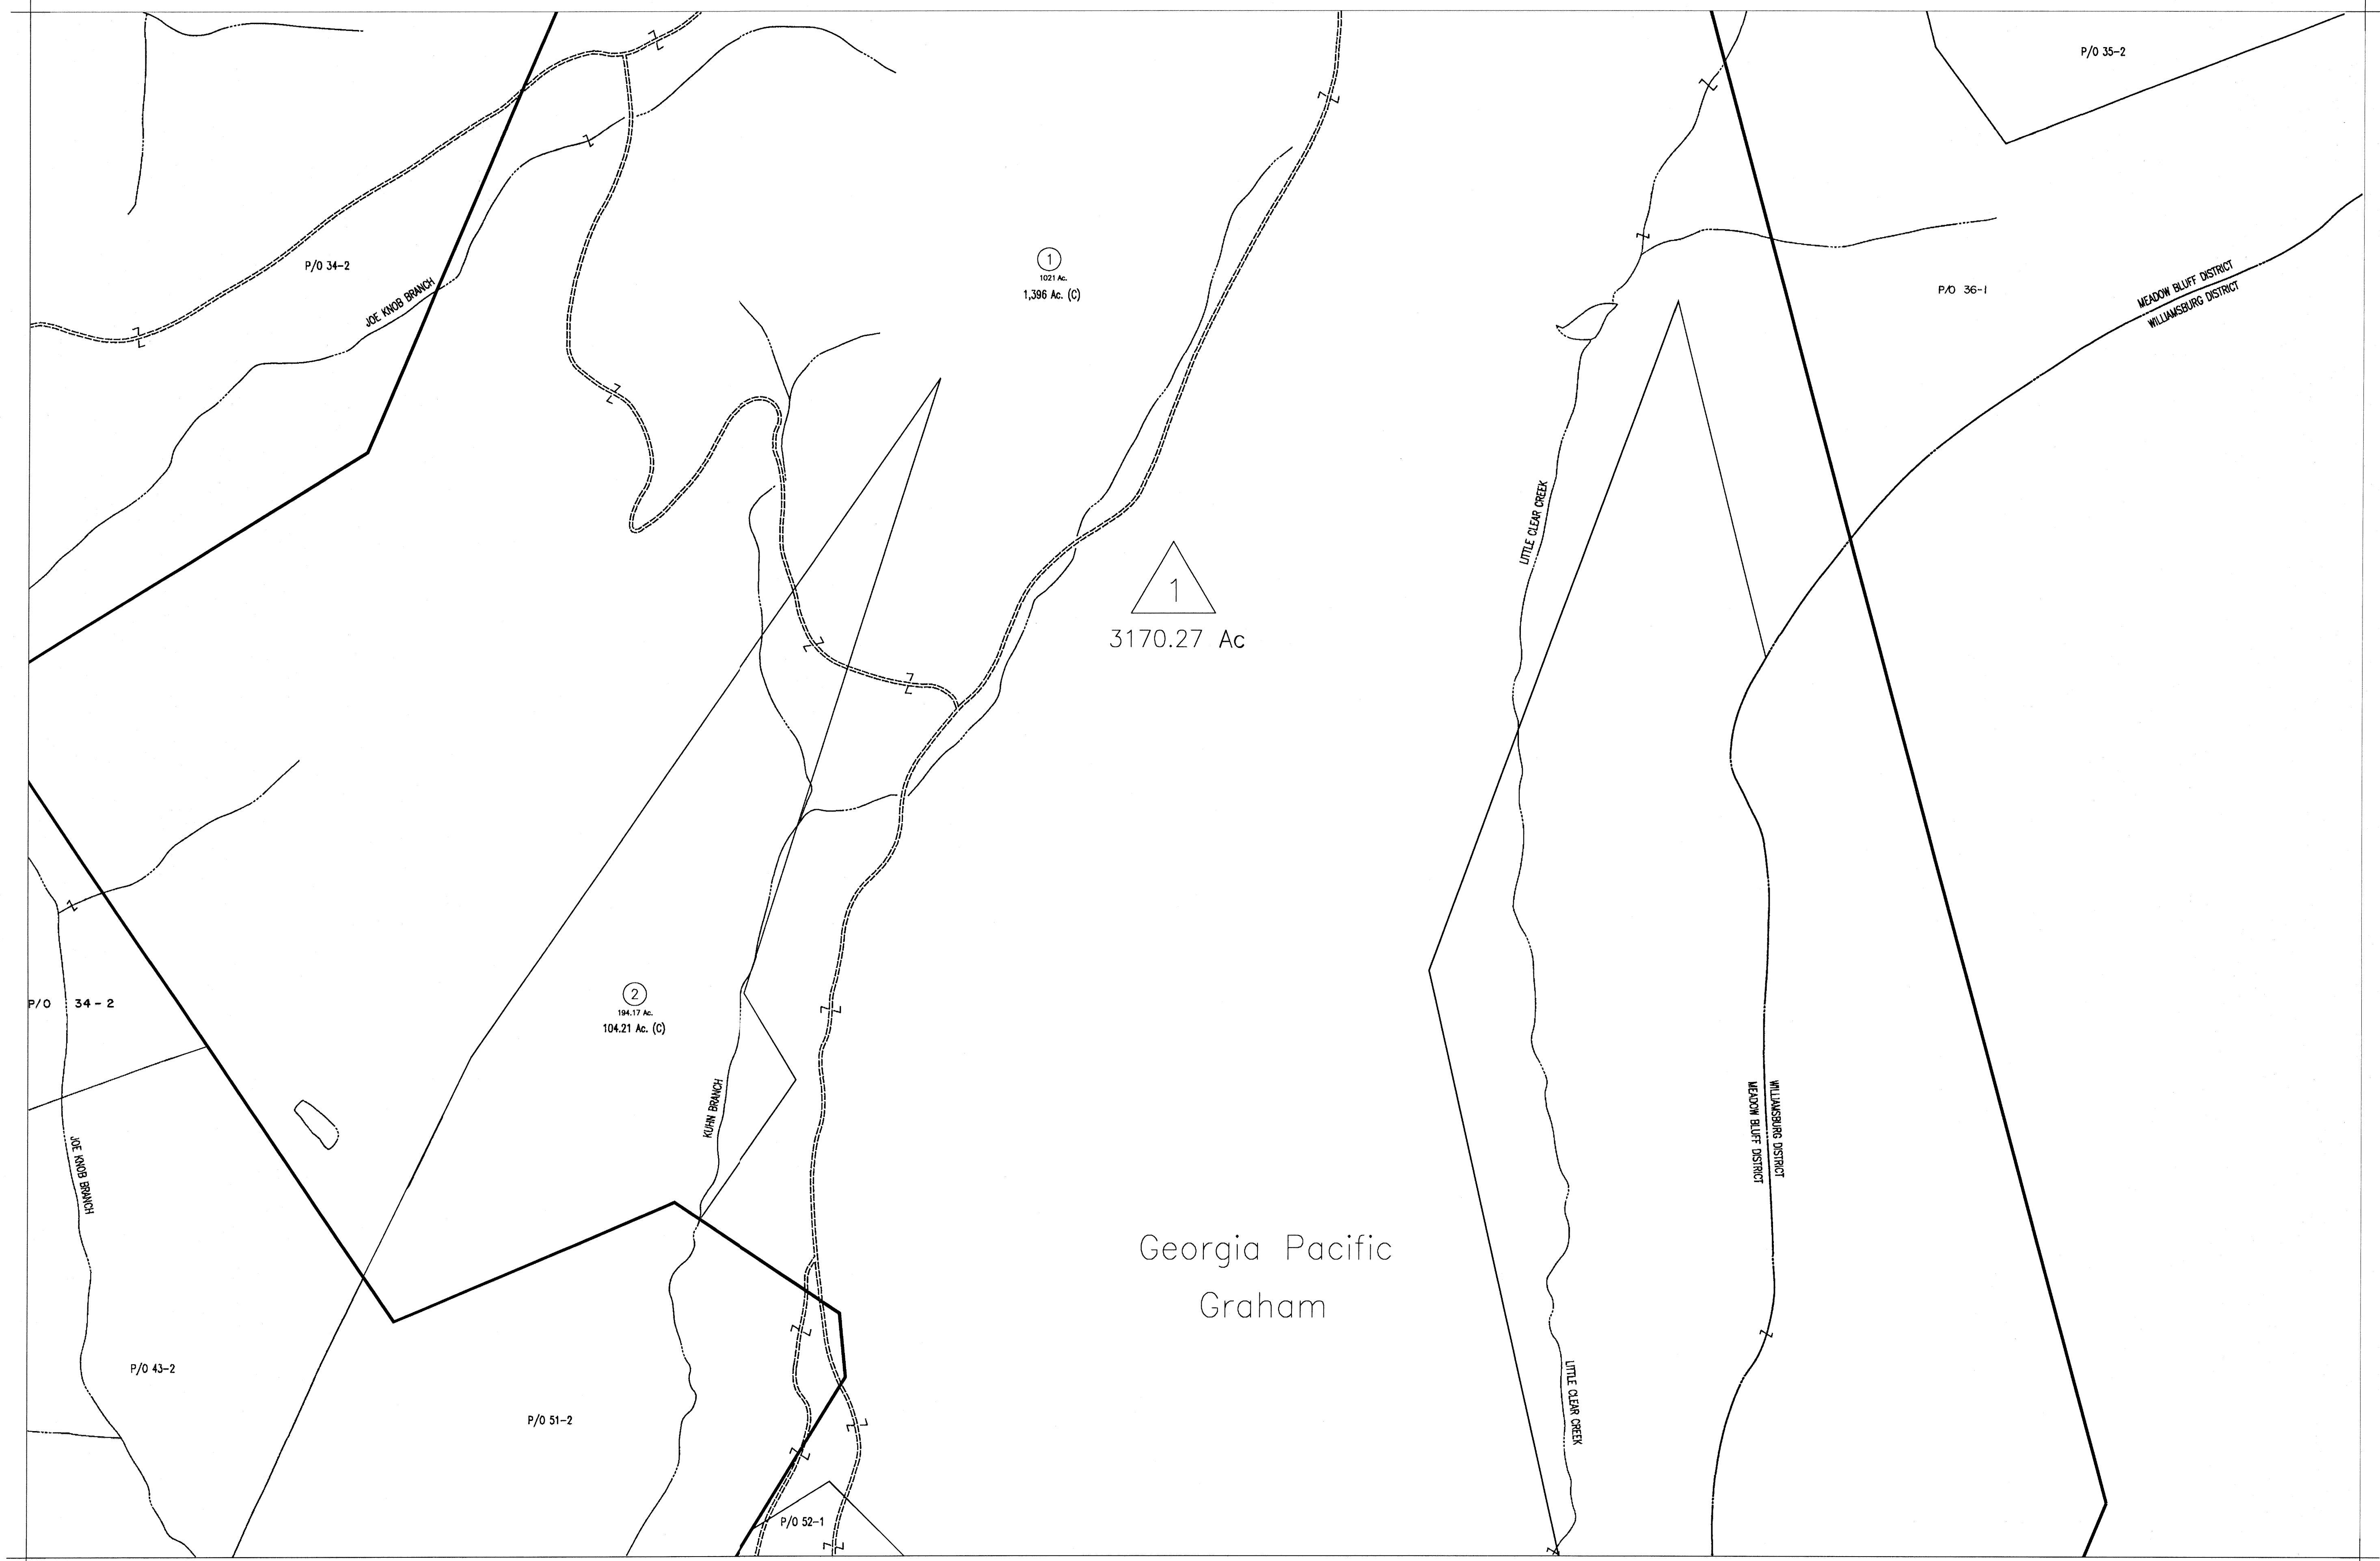 P/O 35-2
P/O 34-2
JOE KNOB BRANCH
1
1021 Ac.
1,396 Ac. (C)
P/O 36-1
MEADOW BLUFF DISTRICT
WILLIAMSBURG DISTRICT
LITTLE CLEAR CREEK
1
3170.27 Ac
P/O 34-2
2
194.17 Ac.
104.21 Ac. (C)
KUHN BRANCH
JOE KNOB BRANCH
WILLIAMSBURG DISTRICT
MEADOW BLUFF DISTRICT
Georgia Pacific
Graham
P/O 43-2
P/O 51-2
LITTLE CLEAR CREEK
P/O 52-1